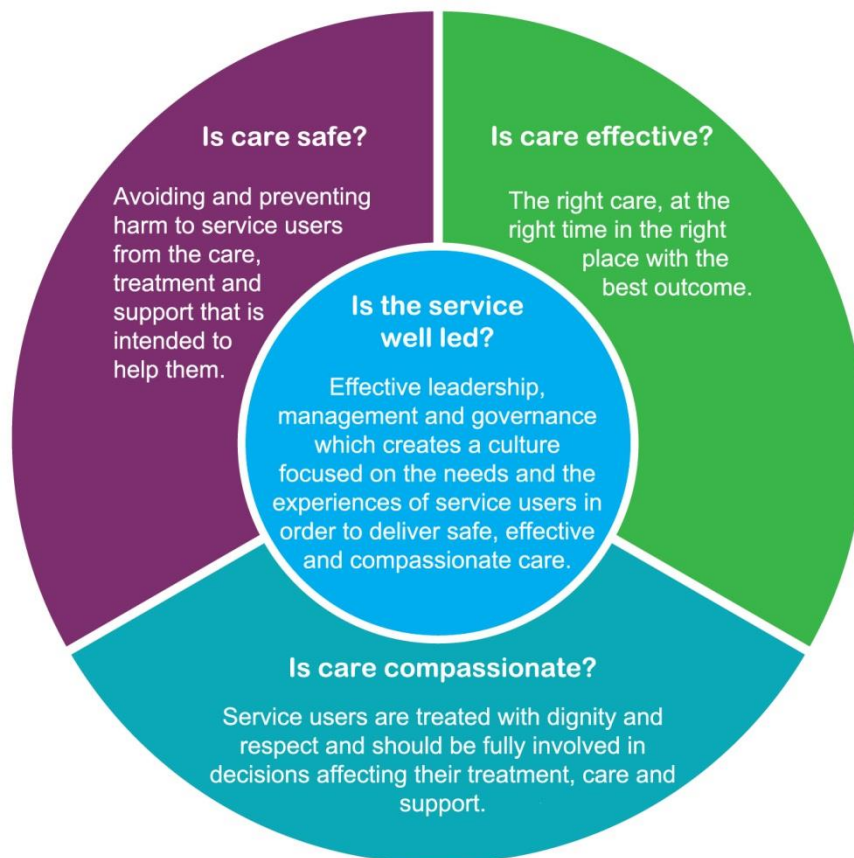 Is care safe?
Avoiding and preventing
harm to service users
from the care,
treatment and
support that is
intended to
help them.
Is care effective?
The right care, at the
right time in the right
place with the
best outcome.
Is the service
well led?
Effective leadership,
management and governance
which creates a culture
focused on the needs and the
experiences of service users in
order to deliver safe, effective
and compassionate care.
Is care compassionate?
Service users are treated with dignity and
respect and should be fully involved in
decisions affecting their treatment, care and
support.